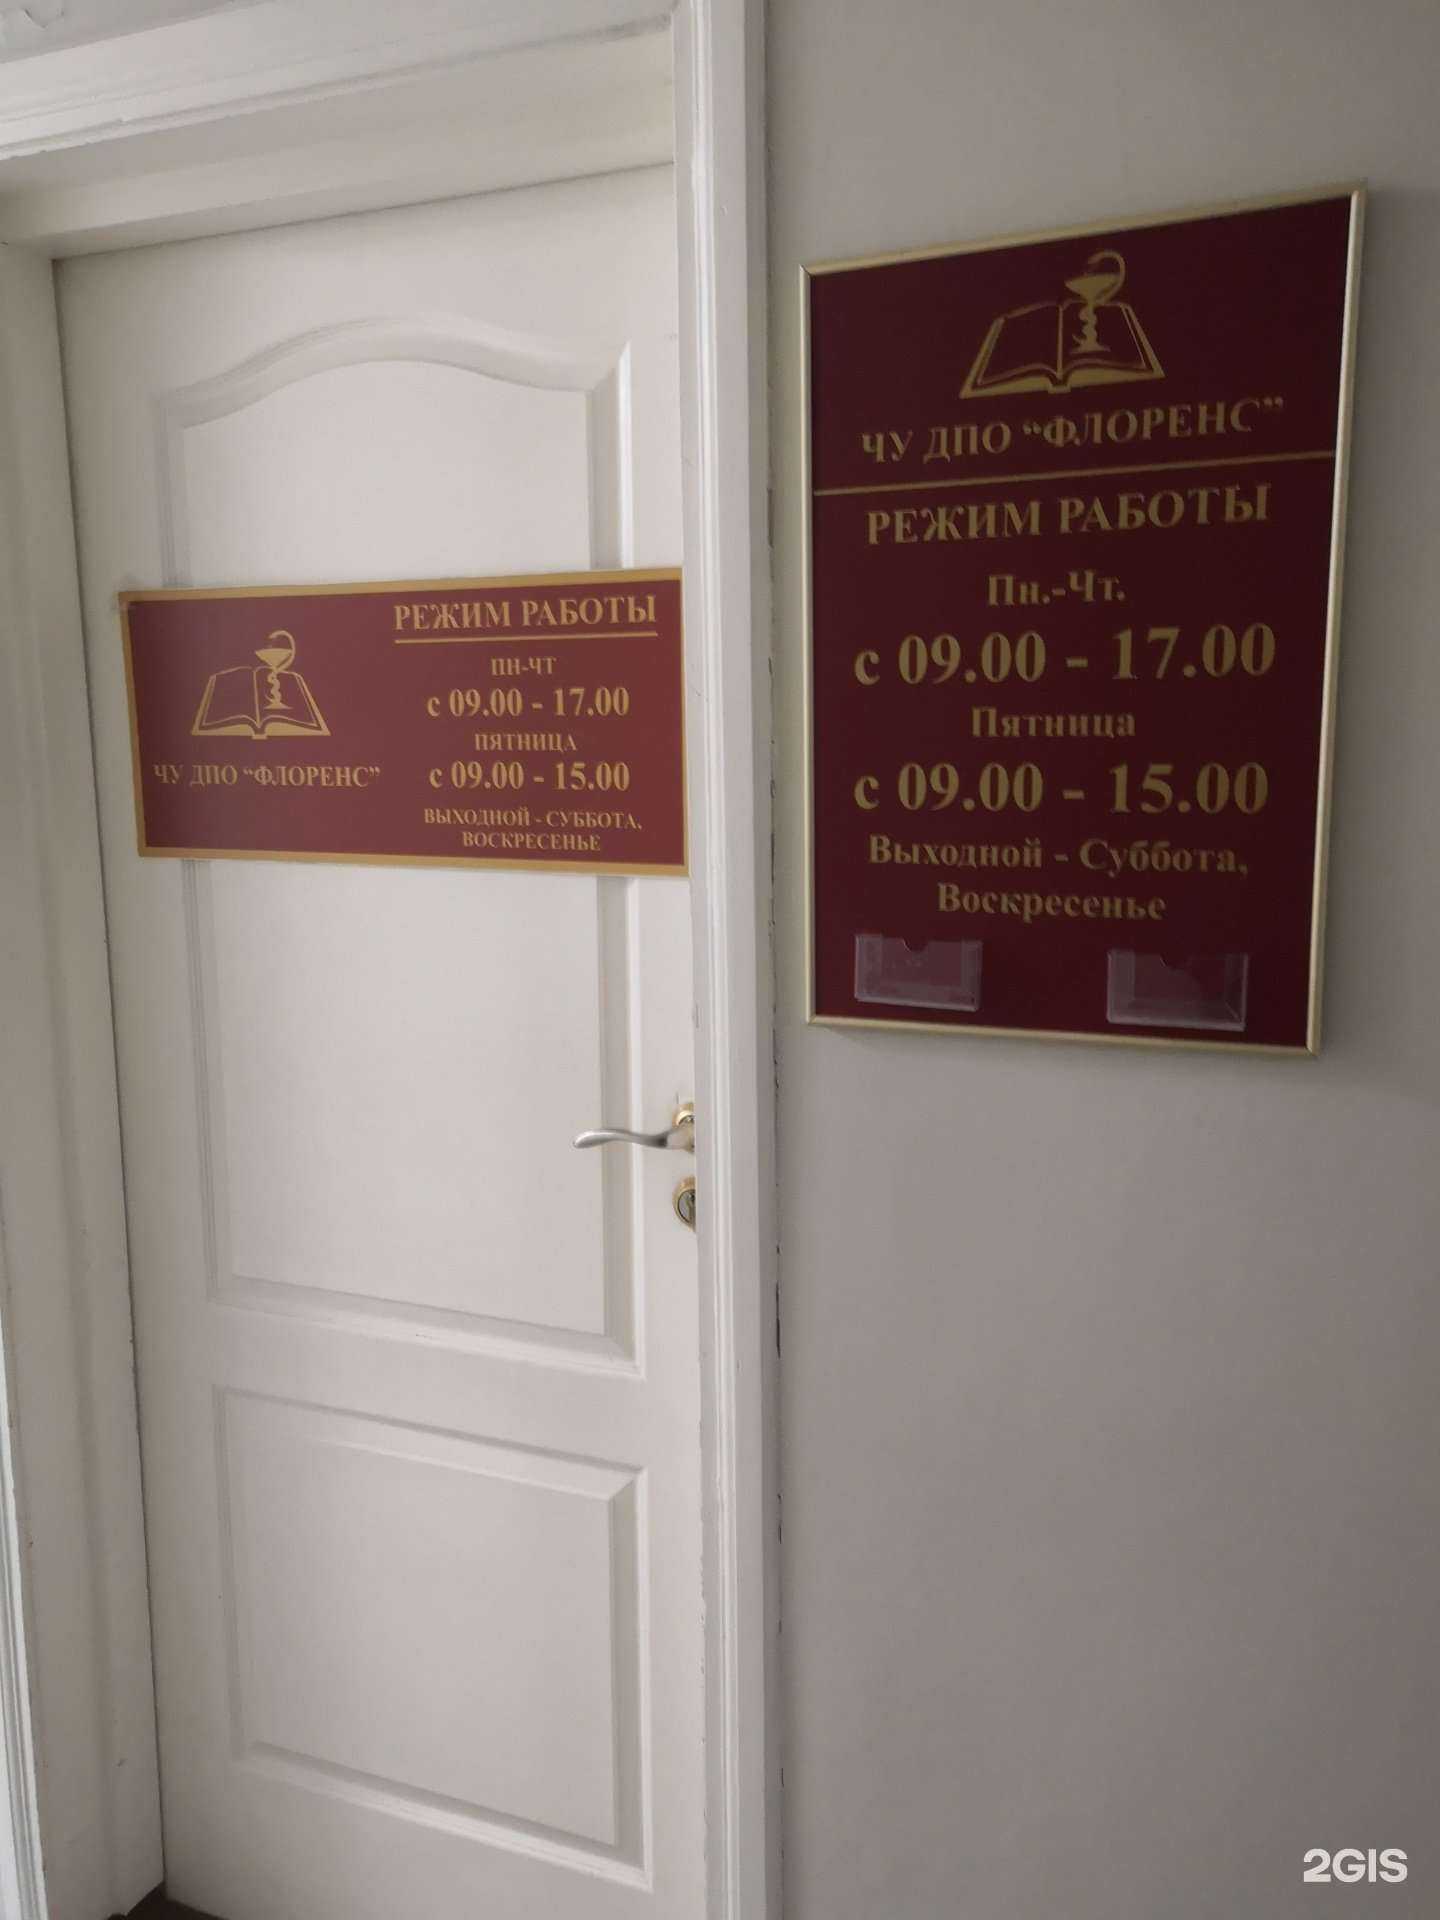 РЕЖИМ РАБОТЫ
ПН-ЧТ
с 09.00 - 17.00
ПЯТНИЦА
с 09.00 - 15.00
ВЫХОДНОЙ - СУББОТА,
ВОСКРЕСЕНЬЕ
ЧУ ДПО “ФЛОРЕНС”
ЧУ ДПО “ФЛОРЕНС”
РЕЖИМ РАБОТЫ
Пн.-Чт.
с 09.00 - 17.00
Пятница
с 09.00 - 15.00
Выходной - Суббота,
Воскресенье
2GIS